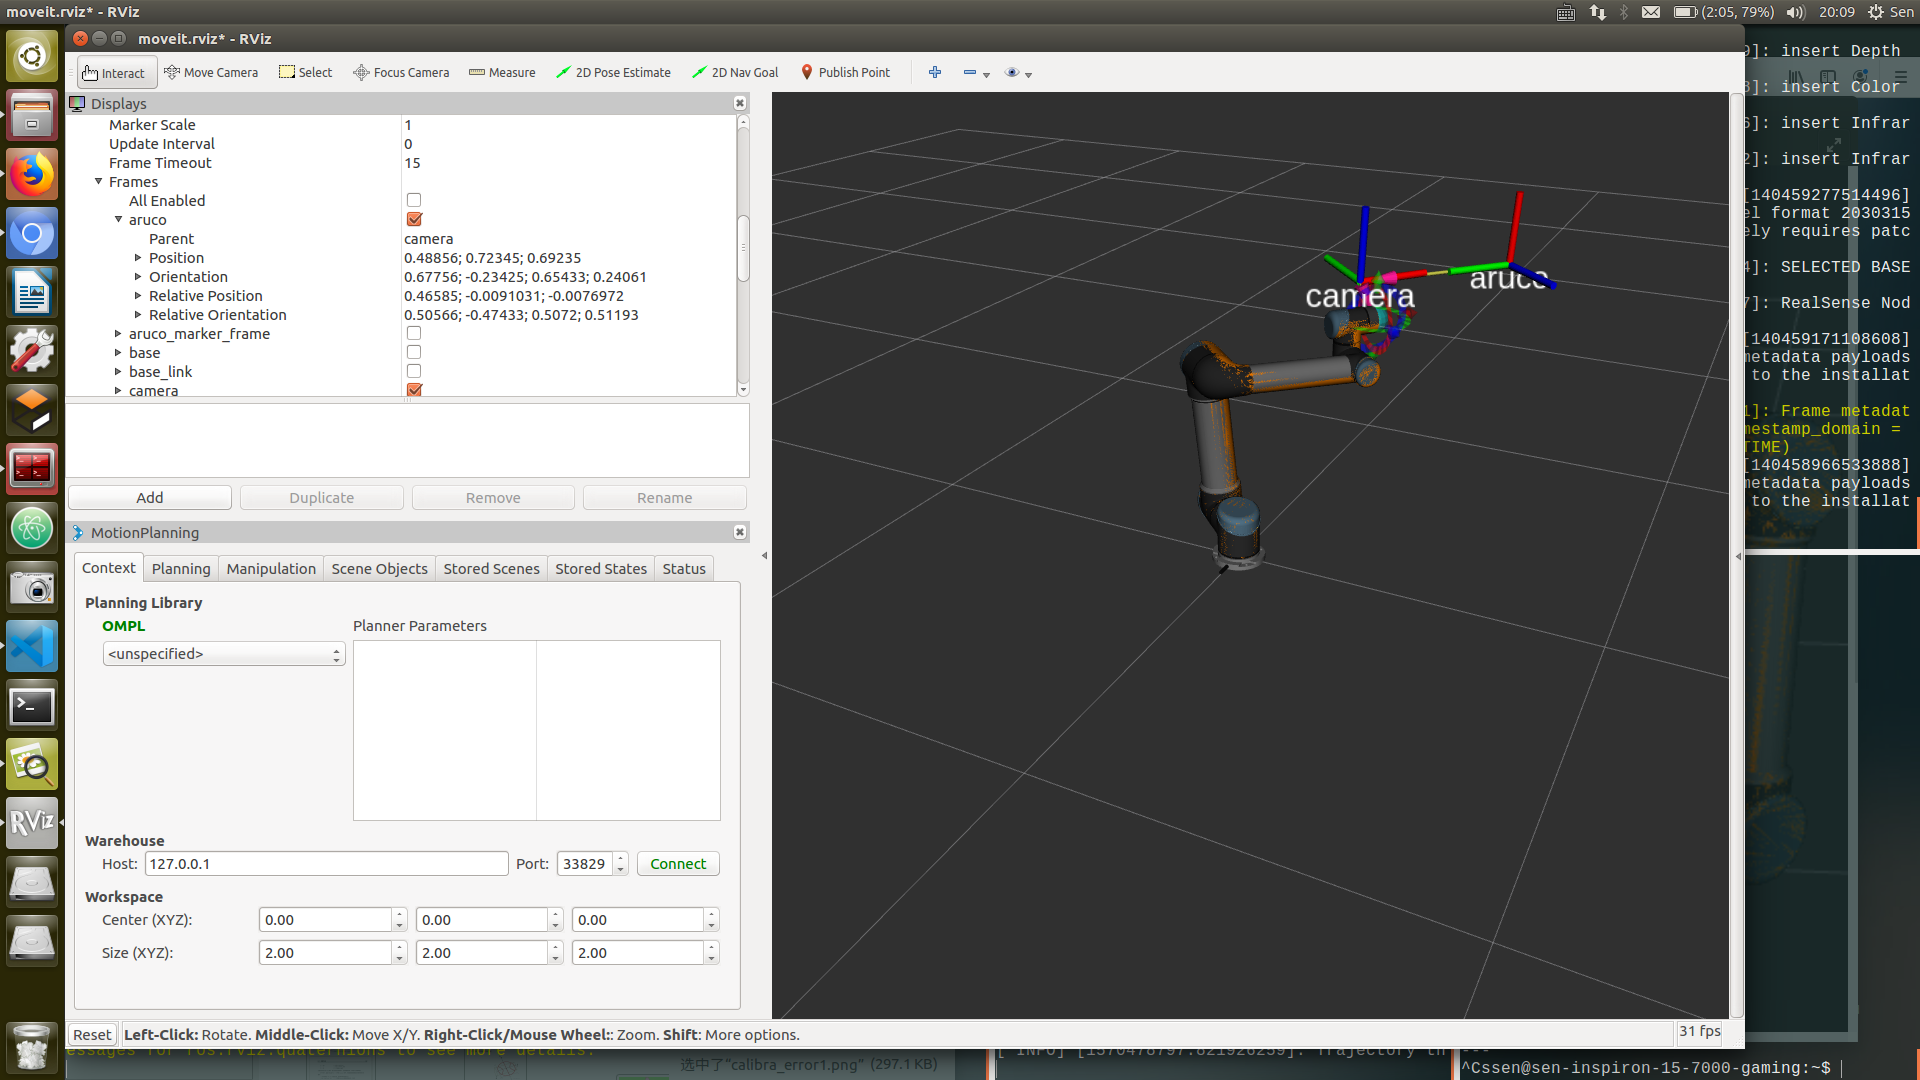 moveit.rviz* - RViz
(2:05, 79%)
20:09
Sen
moveit.rviz* - RViz
Interact
Move Camera
Select
Focus Camera
Measure
2D Pose Estimate
2D Nav Goal
Publish Point
Displays
Marker Scale 1
Update Interval 0
Frame Timeout 15
Frames
All Enabled
aruco
Parent camera
Position 0.48856; 0.72345; 0.69235
Orientation 0.67756; -0.23425; 0.65433; 0.24061
Relative Position 0.46585; -0.0091031; -0.0076972
Relative Orientation 0.50566; -0.47433; 0.5072; 0.51193
aruco_marker_frame
base
base_link
camera
Add
Duplicate
Remove
Rename
MotionPlanning
Context
Planning
Manipulation
Scene Objects
Stored Scenes
Stored States
Status
Planning Library
OMPL
Planner Parameters
<unspecified>
Warehouse
Host: 127.0.0.1
Port: 33829
Connect
Workspace
Center (XYZ): 0.00 0.00 0.00
Size (XYZ): 2.00 2.00 2.00
Reset
Left-Click: Rotate. Middle-Click: Move X/Y. Right-Click/Mouse Wheel:: Zoom. Shift: More options.
31 fps
camera
aruco
RViz
]: insert Depth
]: insert Color
]: insert Infrar
]: insert Infrar
[140459277514496]
el format 2030315
ely requires patc
]: SELECTED BASE
]: RealSense Nod
[140459171108608]
metadata payloads
to the installat
]: Frame metadat
mestamp_domain =
TIME)
[140458966533888]
metadata payloads
to the installat
essages for ros.rviz.quaternions to see more details.
选中了"calibra_error1.png" (297.1 KB)
[ INFO] [1570478797.821926259]: Trajectory th
---
^Cssen@sen-inspiron-15-7000-gaming:~$